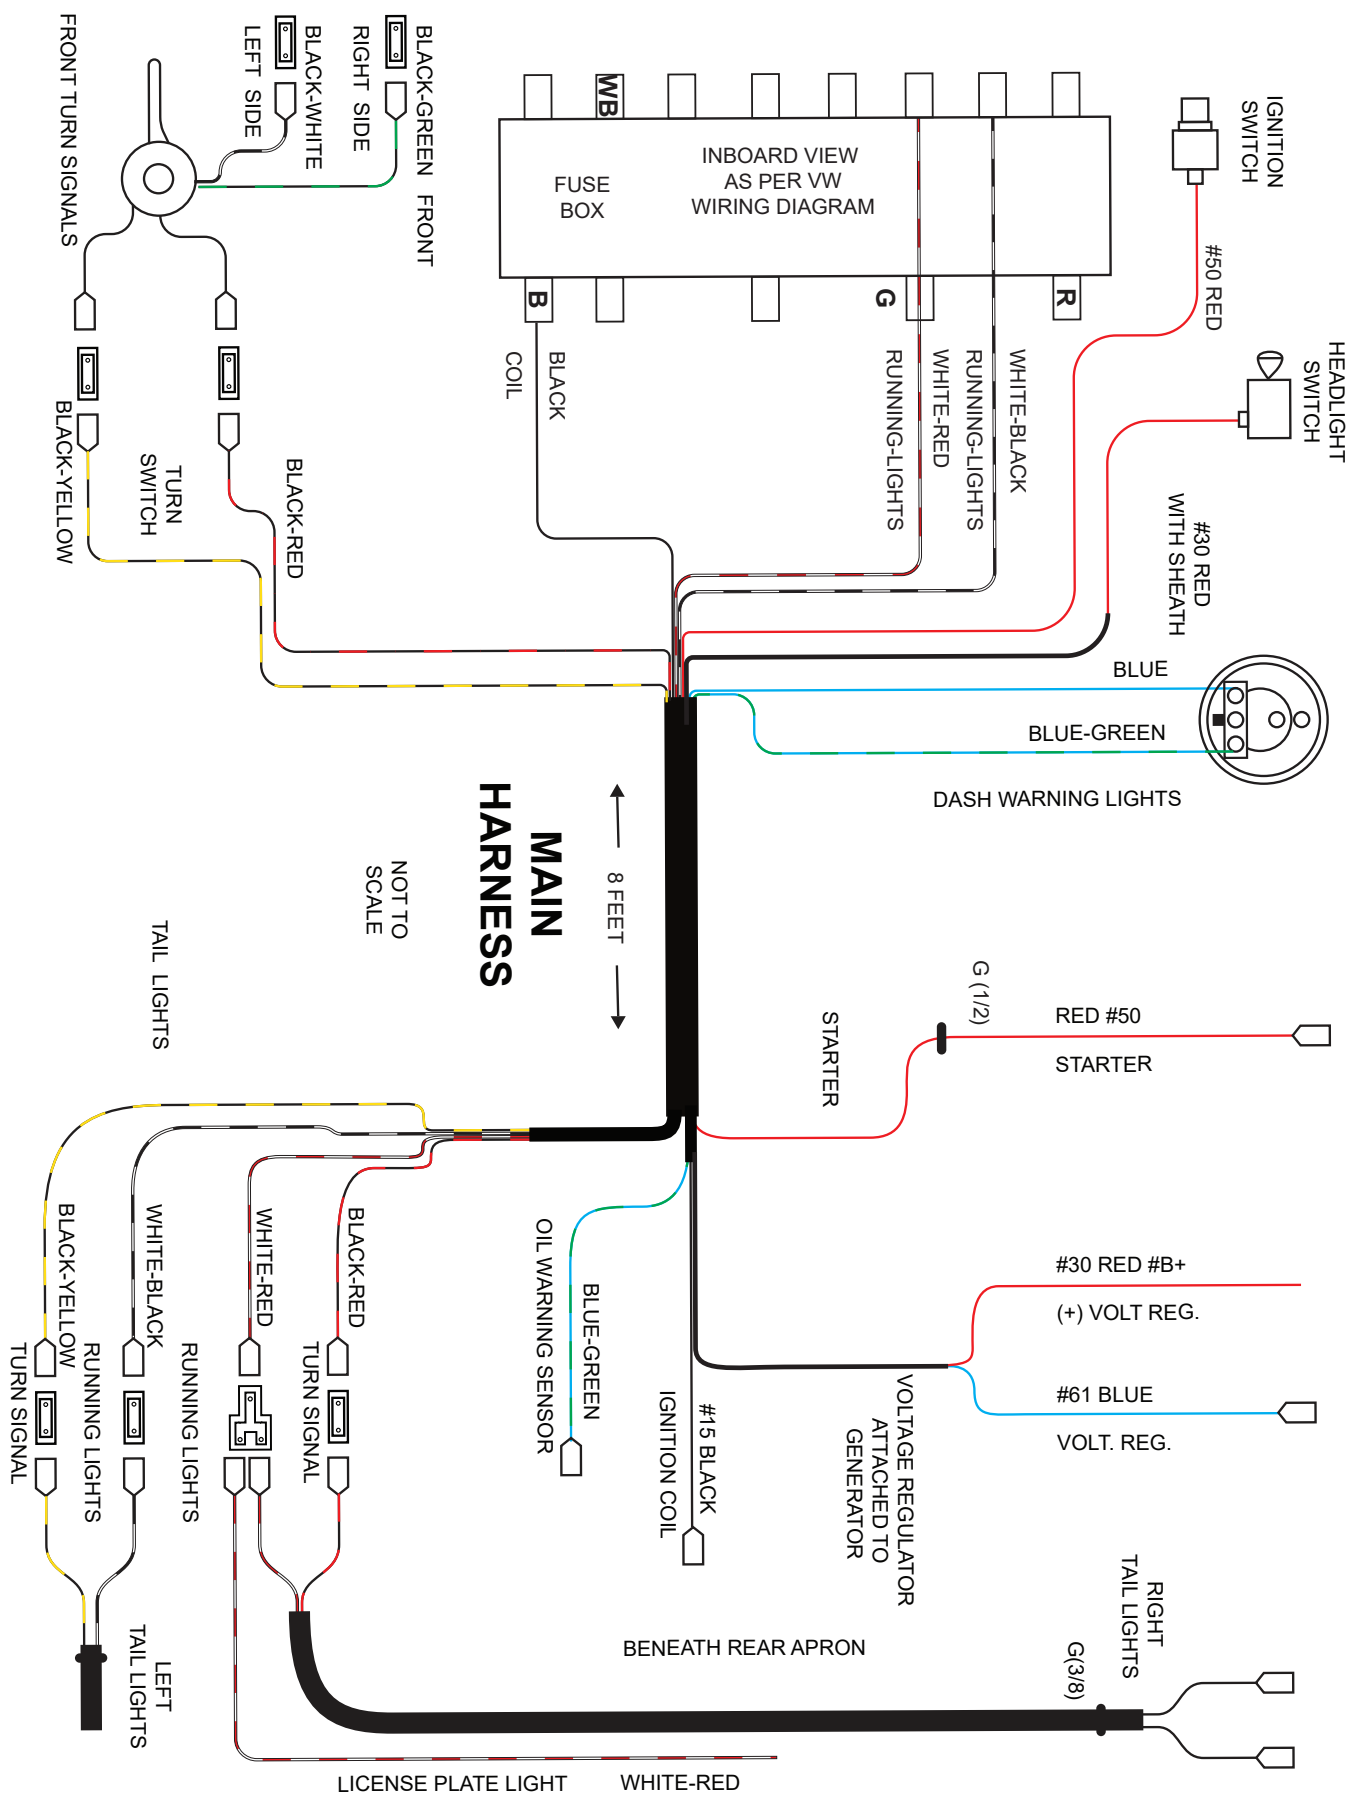 FRONT TURN SIGNALS
LEFT SIDE
BLACK-WHITE
RIGHT SIDE
BLACK-GREEN FRONT
WB
INBOARD VIEW
AS PER VW
WIRING DIAGRAM
FUSE
BOX
B
G
R
IGNITION
SWITCH
#50 RED
HEADLIGHT
SWITCH
COIL
BLACK
RUNNING-LIGHTS
WHITE-RED
RUNNING-LIGHTS
WHITE-BLACK
#30 RED
WITH SHEATH
BLACK-YELLOW
TURN
SWITCH
BLACK-RED
BLUE
BLUE-GREEN
DASH WARNING LIGHTS
MAIN
HARNESS
8 FEET
NOT TO
SCALE
TAIL LIGHTS
STARTER
G (1/2)
RED #50
STARTER
BLACK-YELLOW
WHITE-BLACK
WHITE-RED
BLACK-RED
TURN SIGNAL
RUNNING LIGHTS
RUNNING LIGHTS
TURN SIGNAL
OIL WARNING SENSOR
BLUE-GREEN
IGNITION COIL
#15 BLACK
#30 RED #B+
(+) VOLT REG.
#61 BLUE
VOLT. REG.
VOLTAGE REGULATOR
ATTACHED TO
GENERATOR
LEFT
TAIL LIGHTS
BENEATH REAR APRON
G(3/8)
RIGHT
TAIL LIGHTS
LICENSE PLATE LIGHT
WHITE-RED